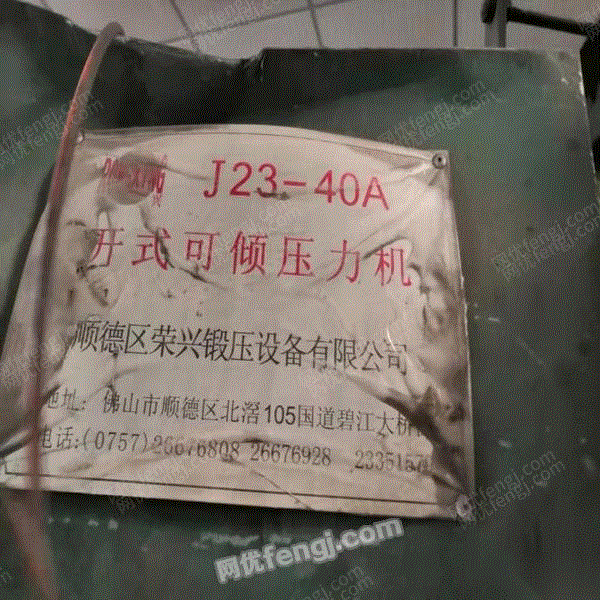 J23-40A
开式可倾压力机
顺德区荣兴锻压设备有限公司
地址: 佛山市顺德区北滘105国道碧江大桥
电话:(0757)26676808 26676928 2335157
网优fengj.com